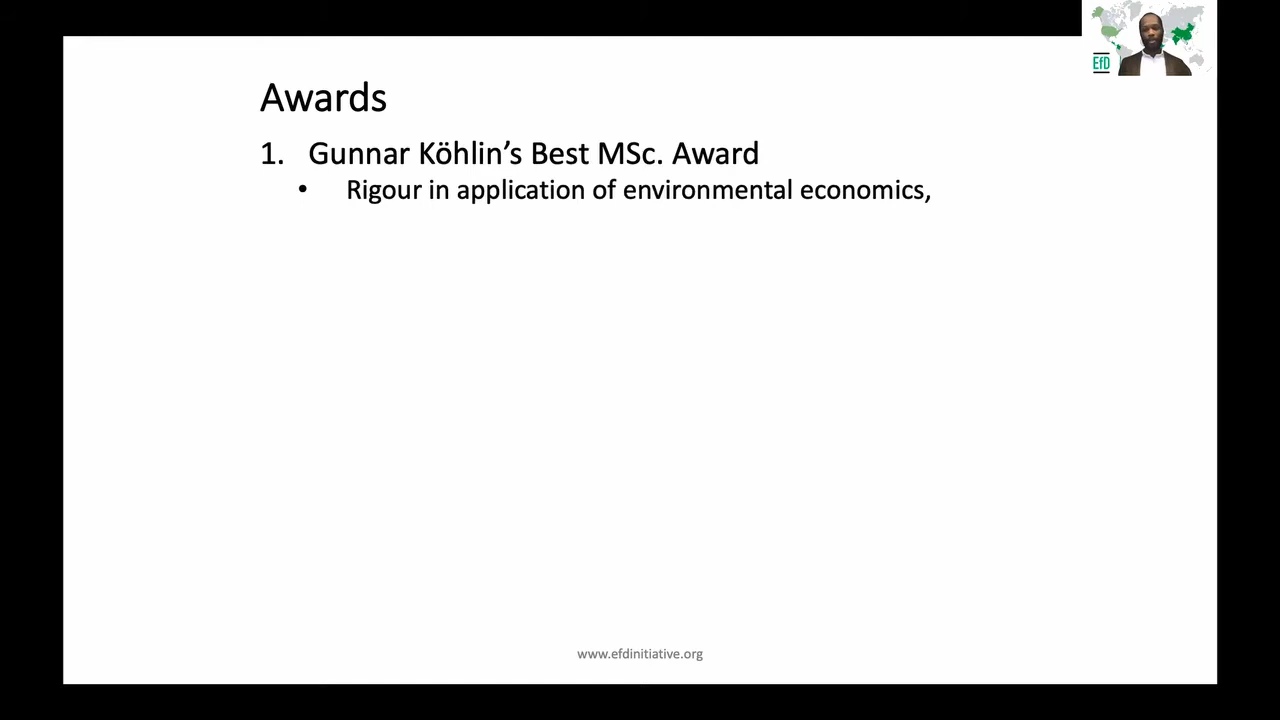 EfD
Awards
1. Gunnar Köhlin’s Best MSc. Award
• Rigour in application of environmental economics,
www.efdinitiative.org